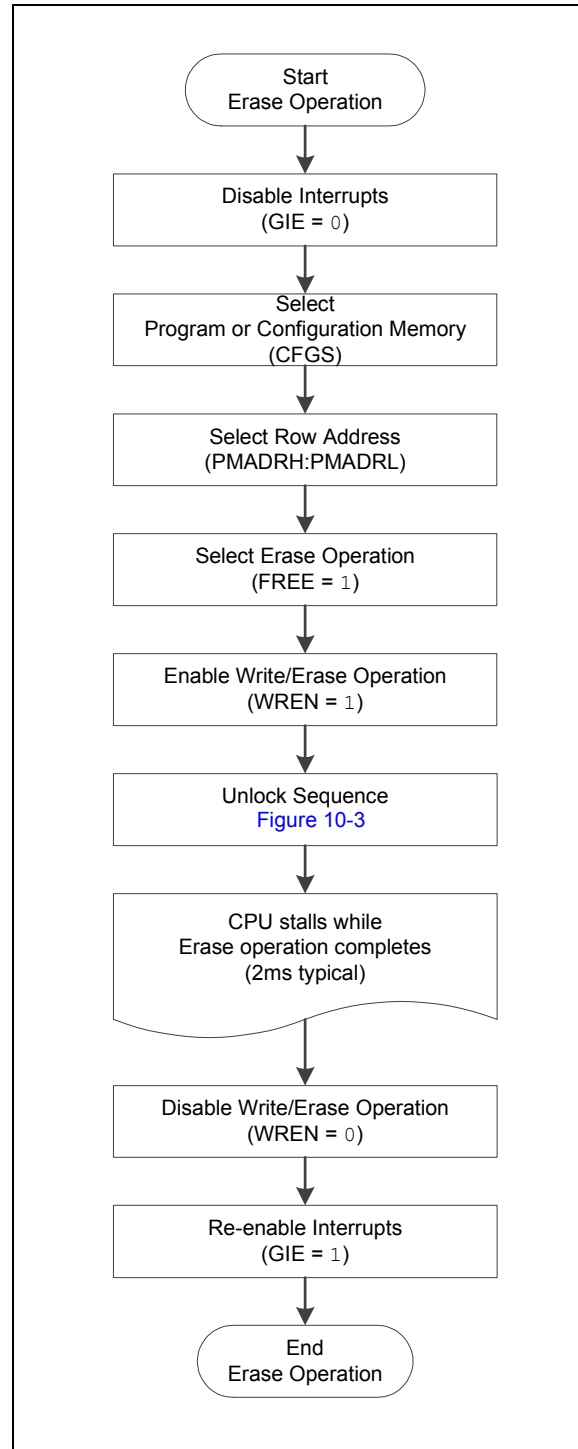 Start
Erase Operation
Disable Interrupts
(GIE = 0)
Select
Program or Configuration Memory
(CFGS)
Select Row Address
(PMADRH:PMADRL)
Select Erase Operation
(FREE = 1)
Enable Write/Erase Operation
(WREN = 1)
Unlock Sequence
Figure 10-3
CPU stalls while
Erase operation completes
(2ms typical)
Disable Write/Erase Operation
(WREN = 0)
Re-enable Interrupts
(GIE = 1)
End
Erase Operation